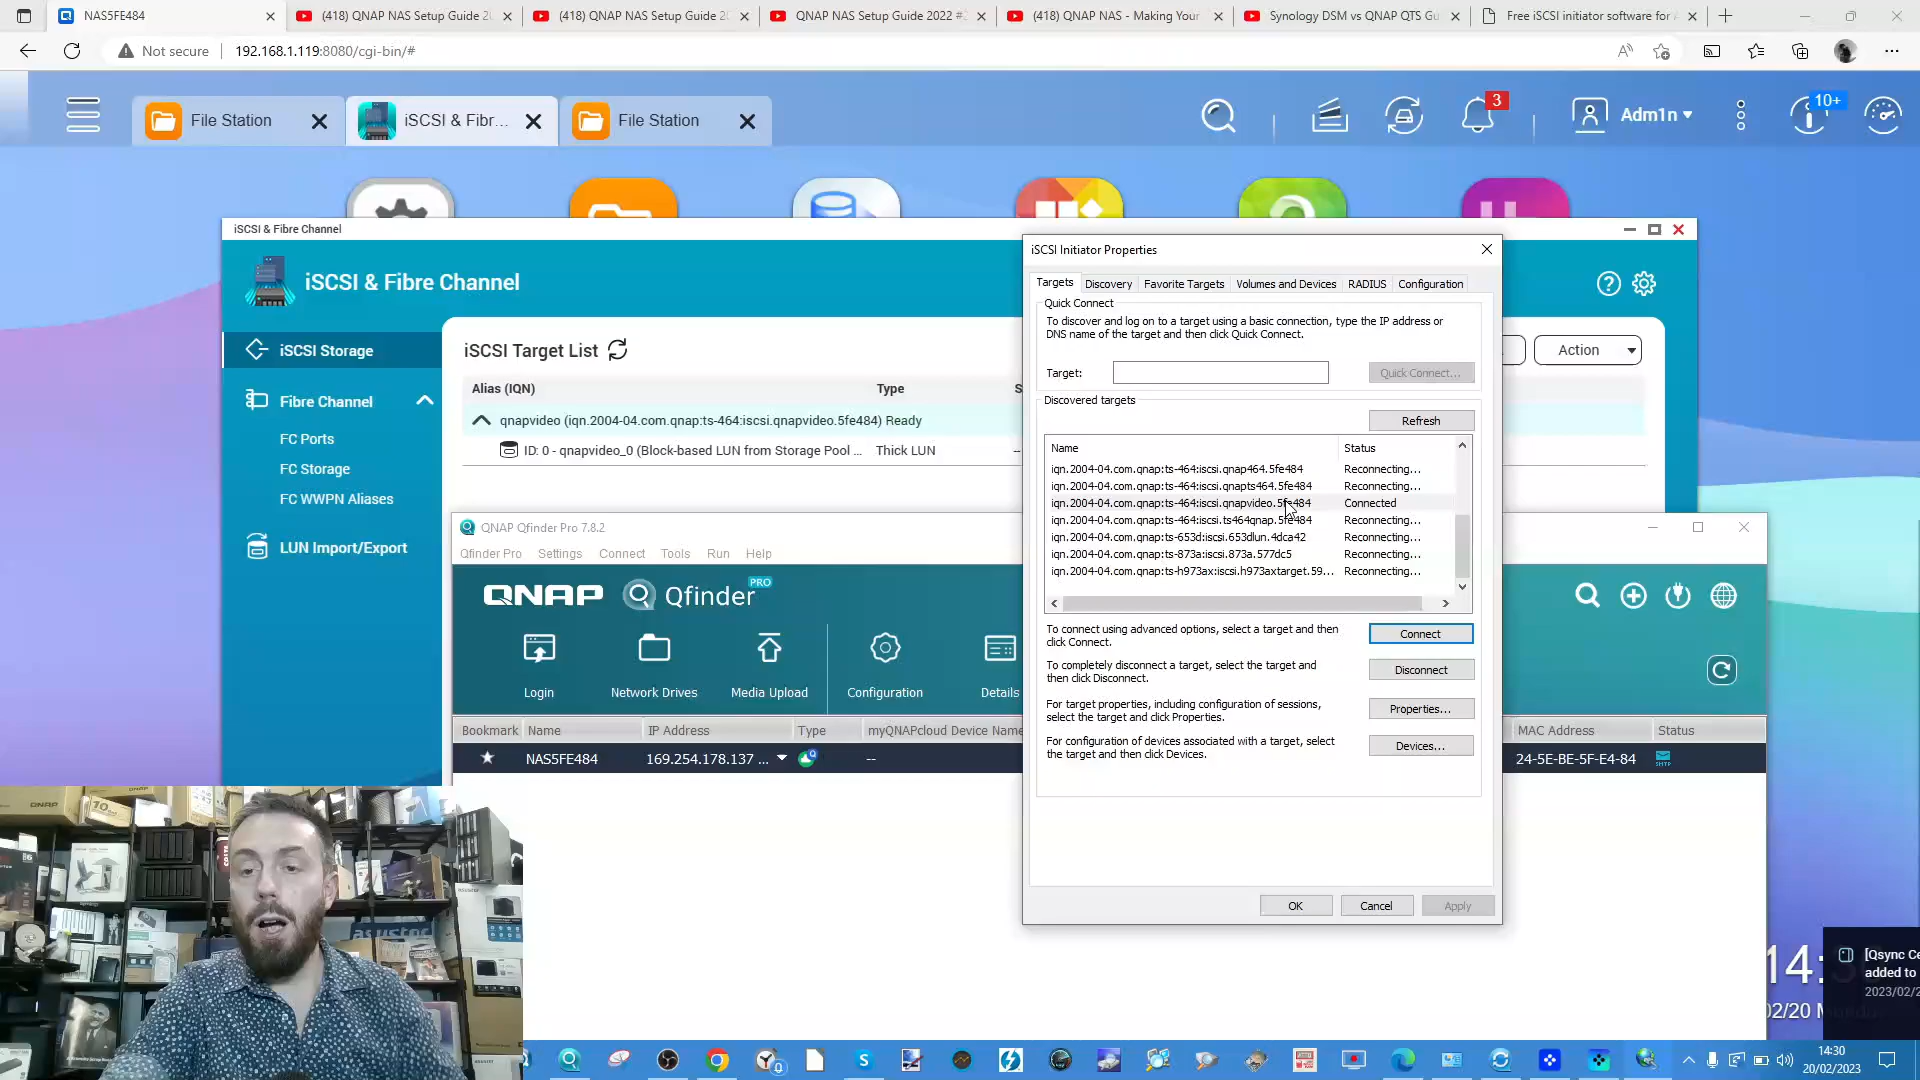 NAS5FE484
(418) QNAP NAS Setup Guide 2
(418) QNAP NAS Setup Guide 2
QNAP NAS Setup Guide 2022 #
(418) QNAP NAS - Making Your
Synology DSM vs QNAP QTS Gu
Free iSCSI initiator software for
Not secure
192.168.1.119:8080/cgi-bin/#
File Station
iSCSI & Fibr...
File Station
3
Adm1n
10+
iSCSI & Fibre Channel
iSCSI & Fibre Channel
iSCSI Storage
Fibre Channel
FC Ports
FC Storage
FC WWPN Aliases
LUN Import/Export
iSCSI Target List
Action
Alias (IQN)
Type
S
qnapvideo (iqn.2004-04.com.qnap:ts-464:iscsi.qnapvideo.5fe484) Ready
ID: 0 - qnapvideo_0 (Block-based LUN from Storage Pool ...
Thick LUN
--
iSCSI Initiator Properties
Targets
Discovery
Favorite Targets
Volumes and Devices
RADIUS
Configuration
Quick Connect
To discover and log on to a target using a basic connection, type the IP address or
DNS name of the target and then click Quick Connect.
Target:
Quick Connect...
Discovered targets
Refresh
Name
Status
iqn.2004-04.com.qnap:ts-464:iscsi.qnap464.5fe484
Reconnecting...
iqn.2004-04.com.qnap:ts-464:iscsi.qnapts464.5fe484
Reconnecting...
iqn.2004-04.com.qnap:ts-464:iscsi.qnapvideo.5fe484
Connected
iqn.2004-04.com.qnap:ts-464:iscsi.ts464qnap.5fe484
Reconnecting...
iqn.2004-04.com.qnap:ts-653d:iscsi.653dlun.4dca42
Reconnecting...
iqn.2004-04.com.qnap:ts-873a:iscsi.873a.577dc5
Reconnecting...
iqn.2004-04.com.qnap:ts-h973ax:iscsi.h973axtarget.59...
Reconnecting...
To connect using advanced options, select a target and then
click Connect.
Connect
To completely disconnect a target, select the target and
then click Disconnect.
Disconnect
For target properties, including configuration of sessions,
select the target and click Properties.
Properties...
For configuration of devices associated with a target, select
the target and then click Devices.
Devices...
OK
Cancel
Apply
QNAP Qfinder Pro 7.8.2
Qfinder Pro
Settings
Connect
Tools
Run
Help
QNAP
Qfinder
PRO
Login
Network Drives
Media Upload
Configuration
Details
Bookmark
Name
IP Address
Type
myQNAPcloud Device Name
MAC Address
Status
NAS5FE484
169.254.178.137 ...
--
24-5E-BE-5F-E4-84
SMTP
asustor
14:
[Qsync Ce
added to
2023/02/2
02/20
14:30
20/02/2023